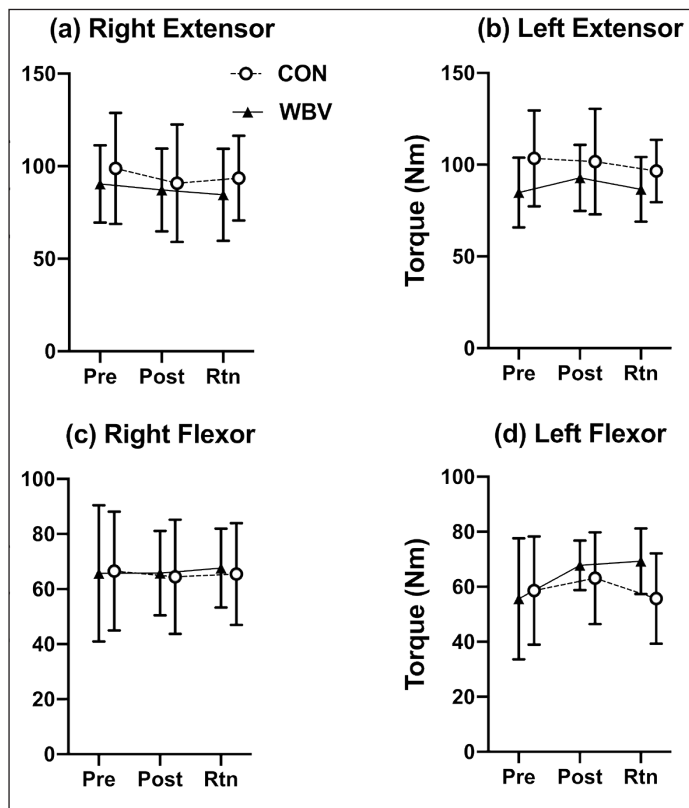 (a) Right Extensor
CON
WBV
150
100
50
0
Pre Post Rtn
(b) Left Extensor
Torque (Nm)
150
100
50
0
Pre Post Rtn
(c) Right Flexor
100
80
60
40
20
0
Pre Post Rtn
(d) Left Flexor
Torque (Nm)
100
80
60
40
20
0
Pre Post Rtn